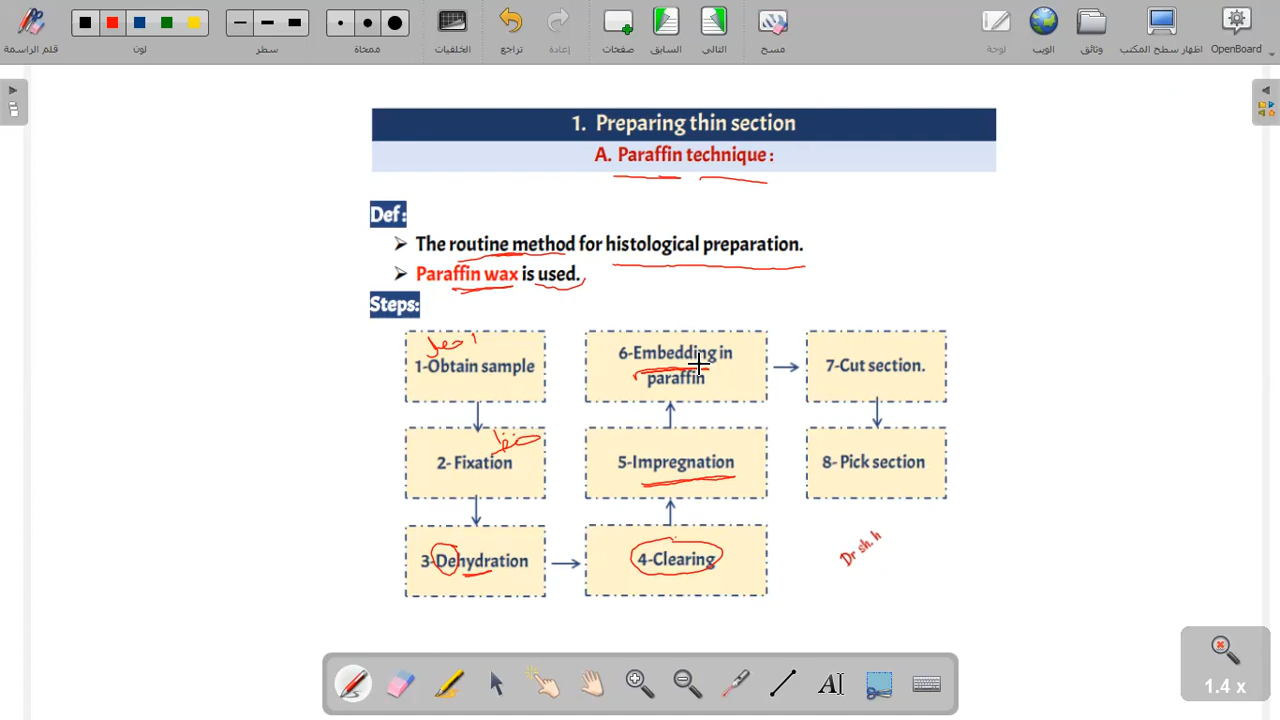 قلم الراسمة
لون
سطر
ممحاة
الخلفيات
تراجع
إعادة
صفحات
السابق
التالي
مسح
لوحة
الويب
وثائق
اظهار سطح المكتب
OpenBoard
1. Preparing thin section
A. Paraffin technique :
Def :
➢ The routine method for histological preparation.
➢ Paraffin wax is used.
Steps:
1-Obtain sample
2- Fixation
3-Dehydration
4-Clearing
5-Impregnation
6-Embedding in
paraffin
7-Cut section.
8- Pick section
Dr sh. h
AI
1.4 x